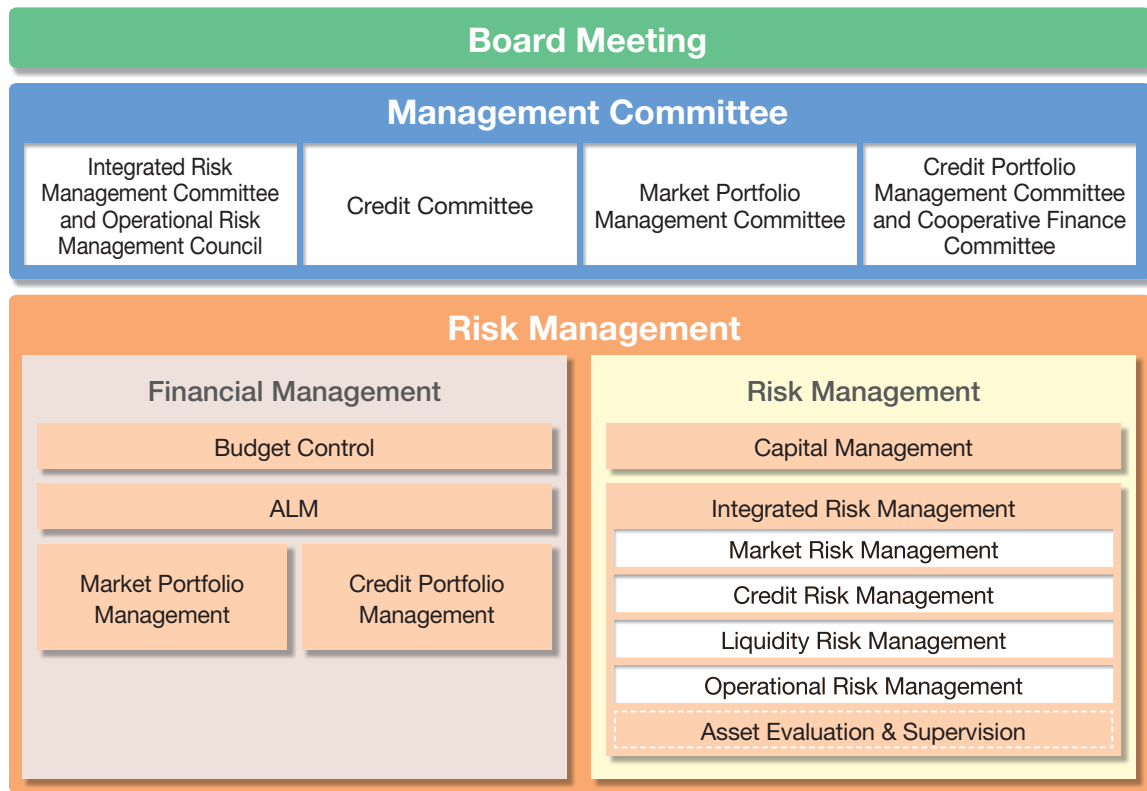 Board Meeting
Management Committee
Integrated Risk
Management Committee
and Operational Risk
Management Council
Credit Committee
Market Portfolio
Management Committee
Credit Portfolio
Management Committee
and Cooperative Finance
Committee
Risk Management
Financial Management
Budget Control
ALM
Market Portfolio
Management
Credit Portfolio
Management
Risk Management
Capital Management
Integrated Risk Management
Market Risk Management
Credit Risk Management
Liquidity Risk Management
Operational Risk Management
Asset Evaluation & Supervision